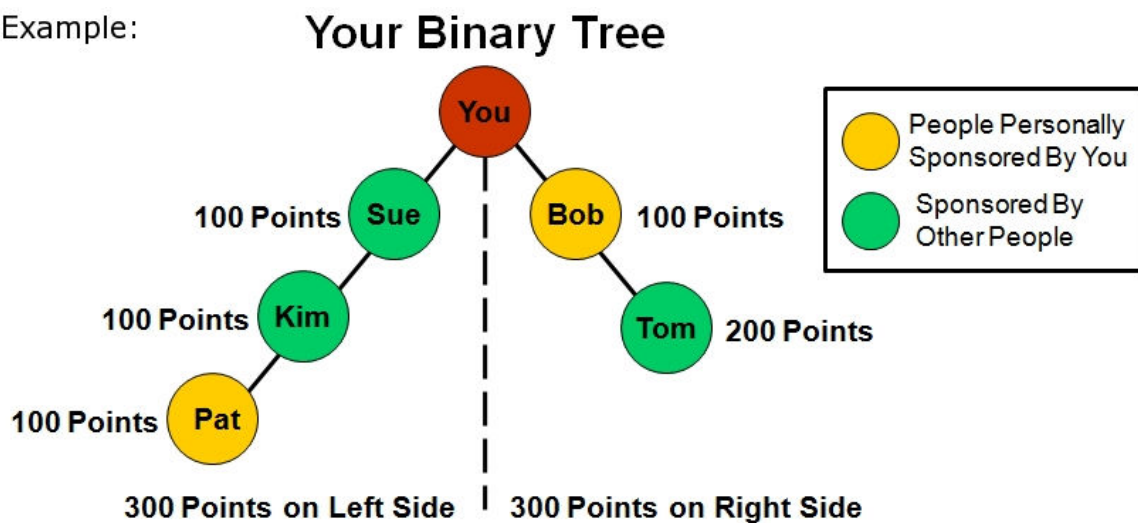 Example:
Your Binary Tree
You
People Personally
Sponsored By You
Sponsored By
Other People
100 Points
Sue
Bob
100 Points
100 Points
Kim
Tom
200 Points
100 Points
Pat
300 Points on Left Side
300 Points on Right Side